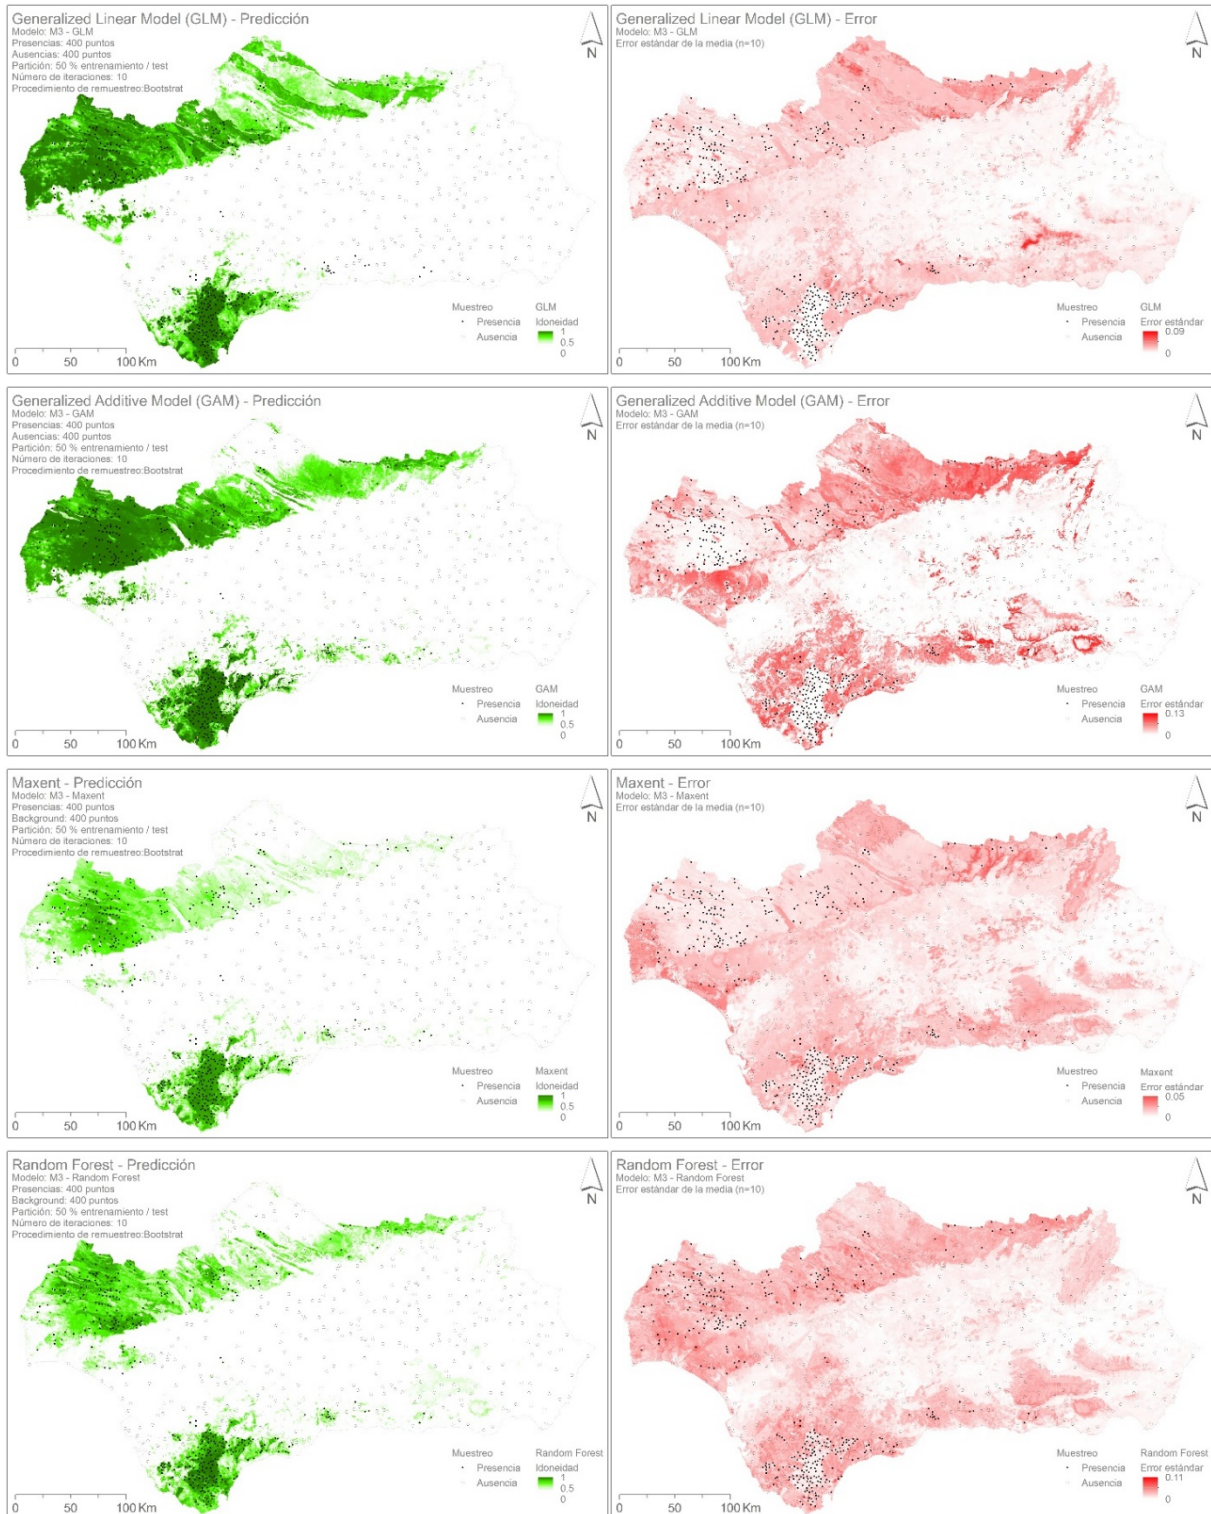 Generalized Linear Model (GLM) - Predicción
Modelo: M3 - GLM
Presencias: 400 puntos
Ausencias: 400 puntos
Partición: 50 % entrenamiento / test
Número de iteraciones: 10
Procedimiento de remuestreo:Bootstrat
N
Muestreo
Presencia
Ausencia
GLM
Idoneidad
1
0.5
0
0 50 100 Km
Generalized Linear Model (GLM) - Error
Modelo: M3 - GLM
Error estándar de la media (n=10)
N
Muestreo
Presencia
Ausencia
GLM
Error estándar
0.09
0
0 50 100 Km
Generalized Additive Model (GAM) - Predicción
Modelo: M3 - GAM
Presencias: 400 puntos
Ausencias: 400 puntos
Partición: 50 % entrenamiento / test
Número de iteraciones: 10
Procedimiento de remuestreo:Bootstrat
N
Muestreo
Presencia
Ausencia
GAM
Idoneidad
1
0.5
0
0 50 100 Km
Generalized Additive Model (GAM) - Error
Modelo: M3 - GAM
Error estándar de la media (n=10)
N
Muestreo
Presencia
Ausencia
GAM
Error estándar
0.13
0
0 50 100 Km
Maxent - Predicción
Modelo: M3 - Maxent
Presencias: 400 puntos
Background: 400 puntos
Partición: 50 % entrenamiento / test
Número de iteraciones: 10
Procedimiento de remuestreo:Bootstrat
N
Muestreo
Presencia
Ausencia
Maxent
Idoneidad
1
0.5
0
0 50 100 Km
Maxent - Error
Modelo: M3 - Maxent
Error estándar de la media (n=10)
N
Muestreo
Presencia
Ausencia
Maxent
Error estándar
0.05
0
0 50 100 Km
Random Forest - Predicción
Modelo: M3 - Random Forest
Presencias: 400 puntos
Background: 400 puntos
Partición: 50 % entrenamiento / test
Número de iteraciones: 10
Procedimiento de remuestreo:Bootstrat
N
Muestreo
Presencia
Ausencia
Random Forest
Idoneidad
1
0.5
0
0 50 100 Km
Random Forest - Error
Modelo: M3 - Random Forest
Error estándar de la media (n=10)
N
Muestreo
Presencia
Ausencia
Random Forest
Error estándar
0.11
0
0 50 100 Km